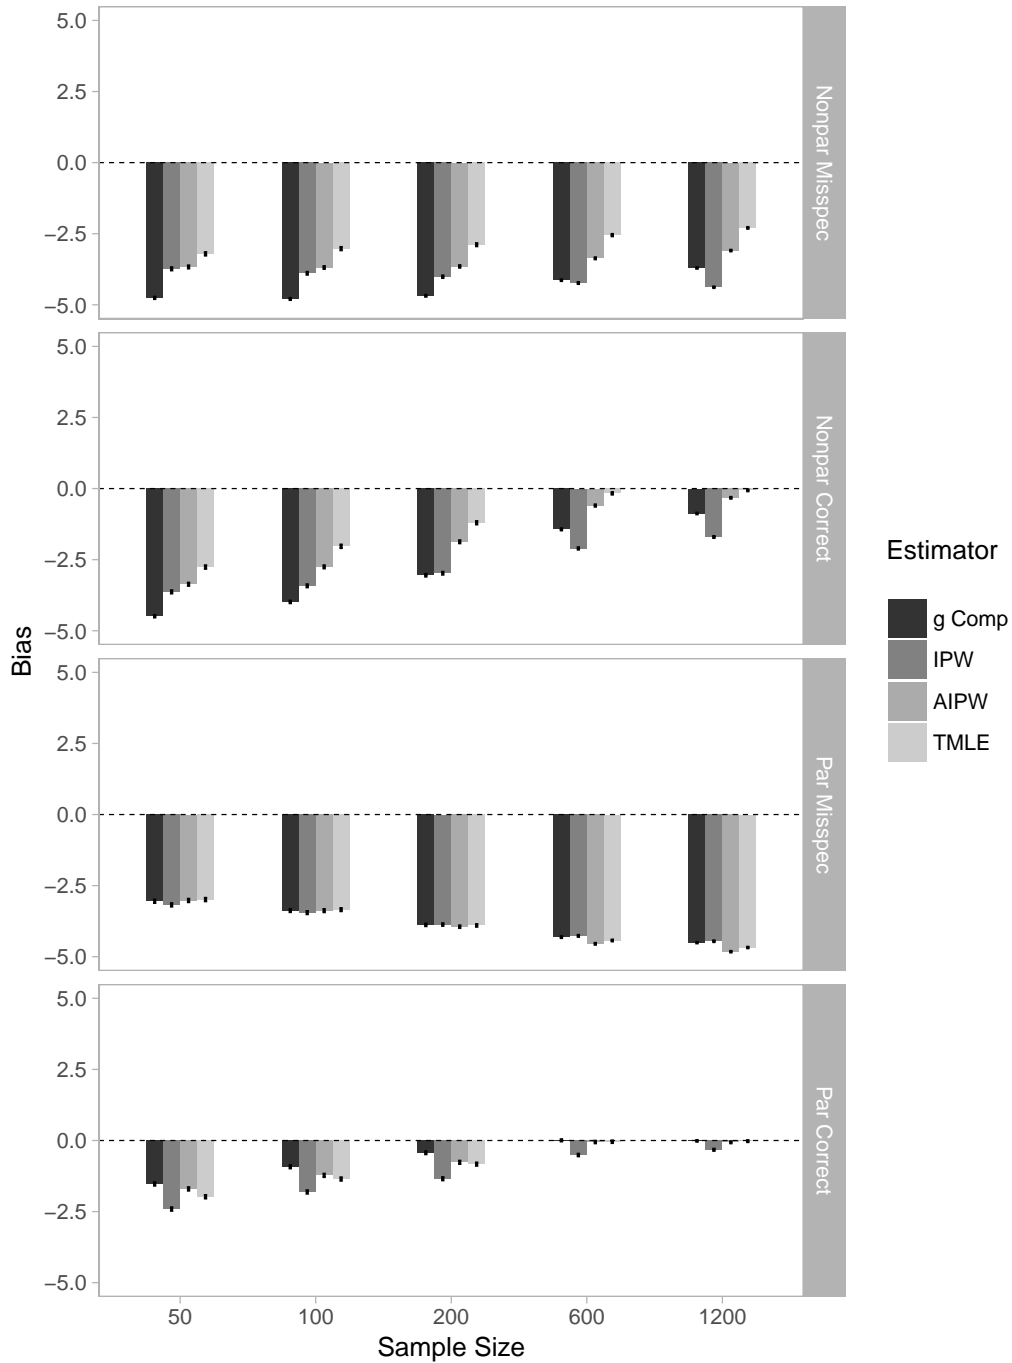 5.0
2.5
0.0
−2.5
−5.0
Nonpar Misspec
5.0
2.5
0.0
−2.5
−5.0
Nonpar Correct
5.0
2.5
0.0
−2.5
−5.0
Par Misspec
5.0
2.5
0.0
−2.5
−5.0
Par Correct
Bias
50 100 200 600 1200
Sample Size
Estimator
g Comp
IPW
AIPW
TMLE